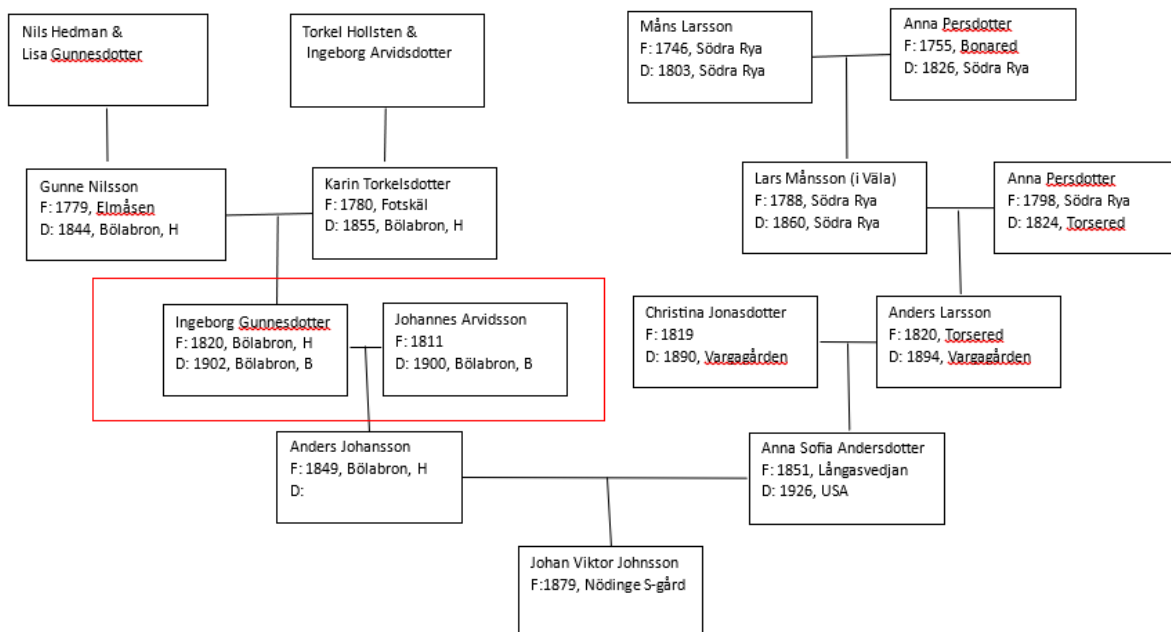 Nils Hedman &
Lisa Gunnesdotter
Torkel Hollsten &
Ingeborg Arvidsdotter
Måns Larsson
F: 1746, Södra Rya
D: 1803, Södra Rya
Anna Persdotter
F: 1755, Bonared
D: 1826, Södra Rya
Gunne Nilsson
F: 1779, Elmåsen
D: 1844, Bölabron, H
Karin Torkelsdotter
F: 1780, Fotskäl
D: 1855, Bölabron, H
Lars Månsson (i Väla)
F: 1788, Södra Rya
D: 1860, Södra Rya
Anna Persdotter
F: 1798, Södra Rya
D: 1824, Torsered
Ingeborg Gunnesdotter
F: 1820, Bölabron, H
D: 1902, Bölabron, B
Johannes Arvidsson
F: 1811
D: 1900, Bölabron, B
Christina Jonasdotter
F: 1819
D: 1890, Vargagården
Anders Larsson
F: 1820, Torsered
D: 1894, Vargagården
Anders Johansson
F: 1849, Bölabron, H
D:
Anna Sofia Andersdotter
F: 1851, Långasvedjan
D: 1926, USA
Johan Viktor Johnsson
F:1879, Nödinge S-gård